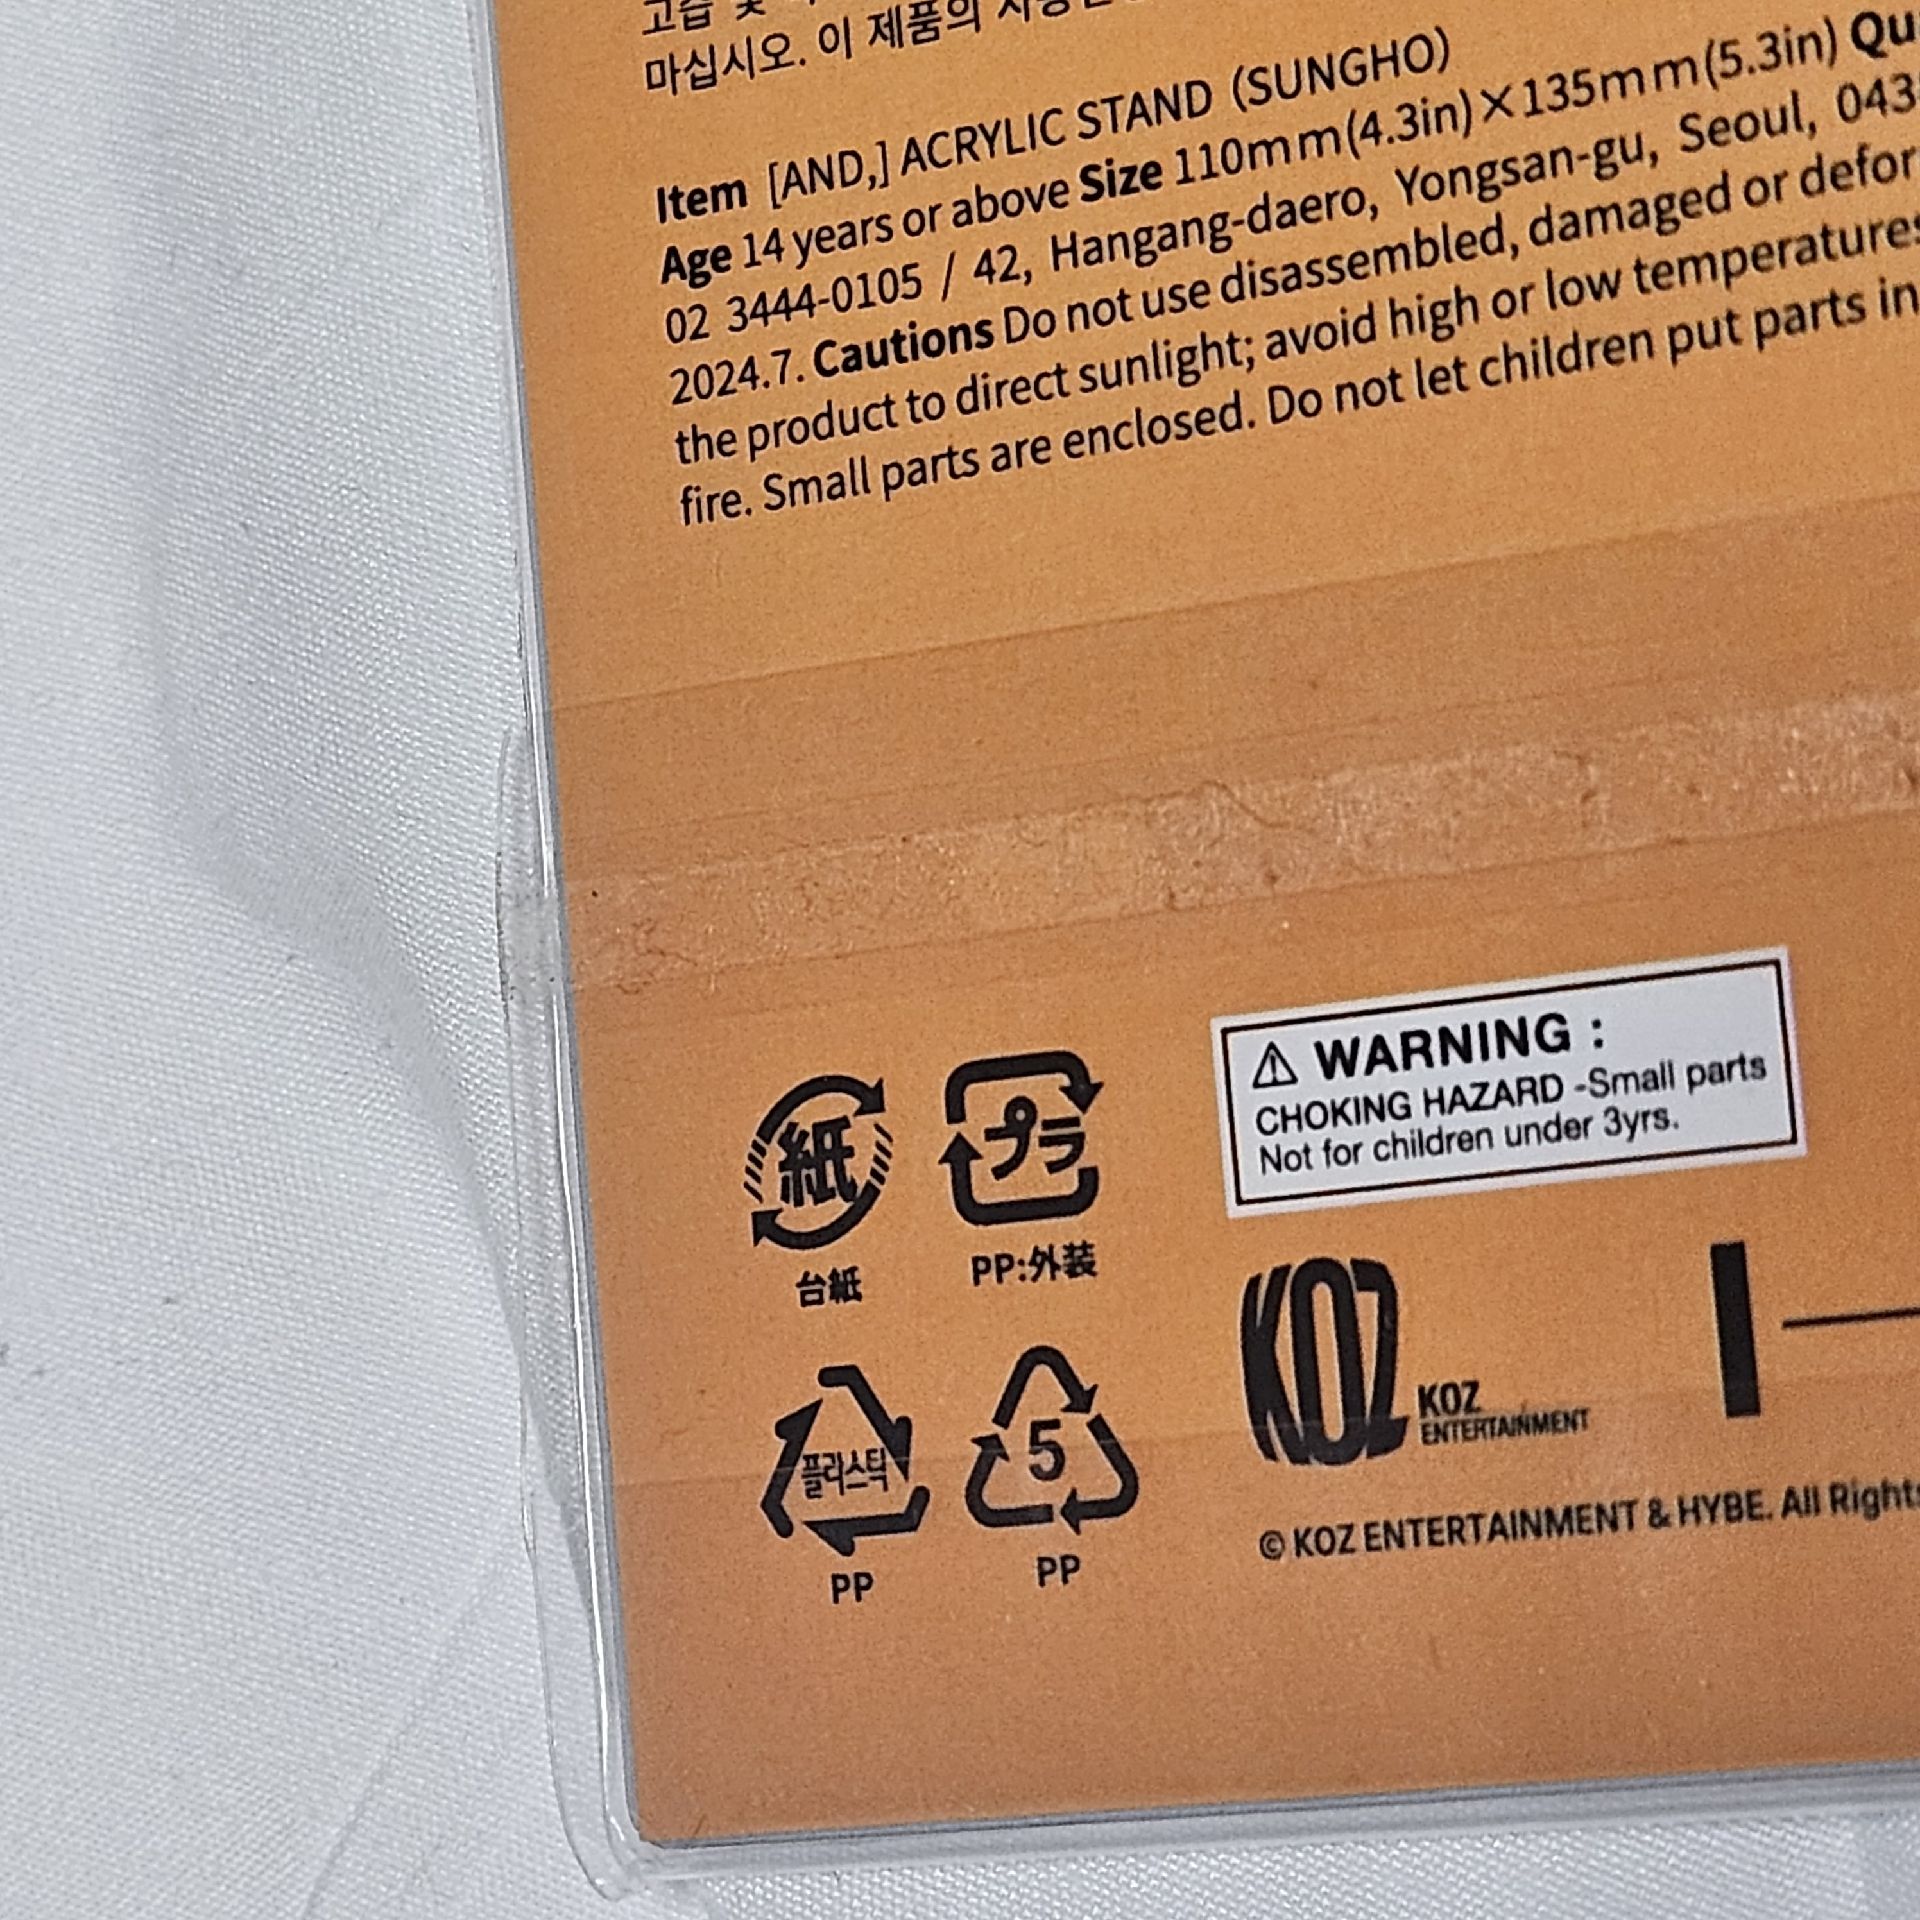 마십시오. 이 제품의
Item [AND,] ACRYLIC STAND (SUNGHO)
Age 14 years or above Size 110mm(4.3in)×135mm(5.3in)
02 3444-0105 / 42, Hangang-daero, Yongsan-gu, Seoul,
2024.7. Cautions Do not use disassembled, damaged or
the product to direct sunlight; avoid high or low temperatures
fire. Small parts are enclosed. Do not let children put parts in
⚠ WARNING :
CHOKING HAZARD -Small parts
Not for children under 3yrs.
紙
プラ
台紙
PP:外装
KOZ
KOZ
ENTERTAINMENT
플라스틱
5
PP
PP
© KOZ ENTERTAINMENT & HYBE. All Rights